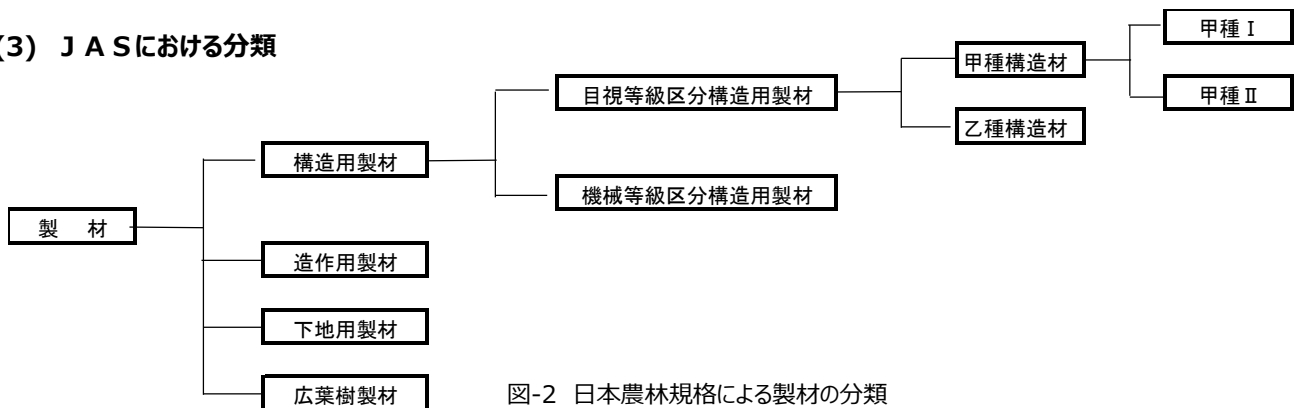 (3) ＪＡＳにおける分類
甲種Ⅰ
甲種構造材
目視等級区分構造用製材
甲種Ⅱ
乙種構造材
構造用製材
機械等級区分構造用製材
製　材
造作用製材
下地用製材
広葉樹製材
図-2 日本農林規格による製材の分類